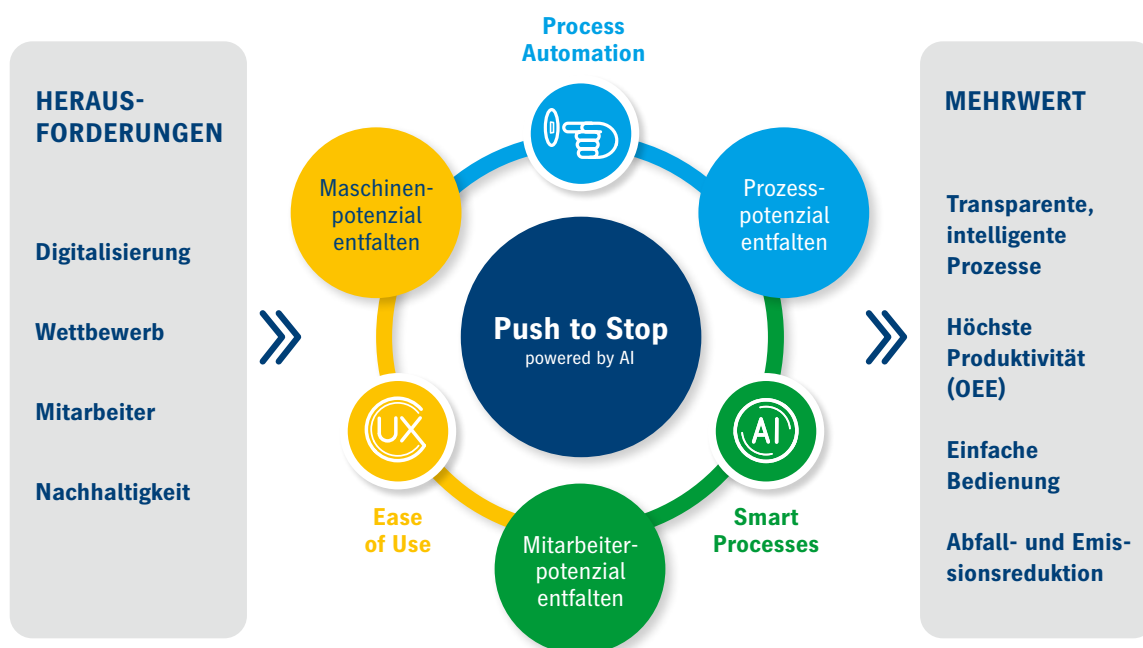 HERAUS-
FORDERUNGEN
Digitalisierung
Wettbewerb
Mitarbeiter
Nachhaltigkeit
Process
Automation
Maschinen-
potenzial
entfalten
Prozess-
potenzial
entfalten
Push to Stop
powered by AI
UX
Ease
of Use
AI
Smart
Processes
Mitarbeiter-
potenzial
entfalten
MEHRWERT
Transparente,
intelligente
Prozesse
Höchste
Produktivität
(OEE)
Einfache
Bedienung
Abfall- und Emis-
sionsreduktion